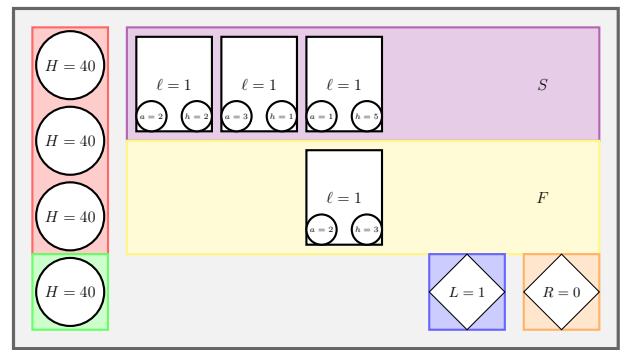 H = 40
H = 40
H = 40
H = 40
ℓ = 1
a = 2
h = 2
ℓ = 1
a = 3
h = 1
ℓ = 1
a = 1
h = 5
S
ℓ = 1
a = 2
h = 3
F
L = 1
R = 0